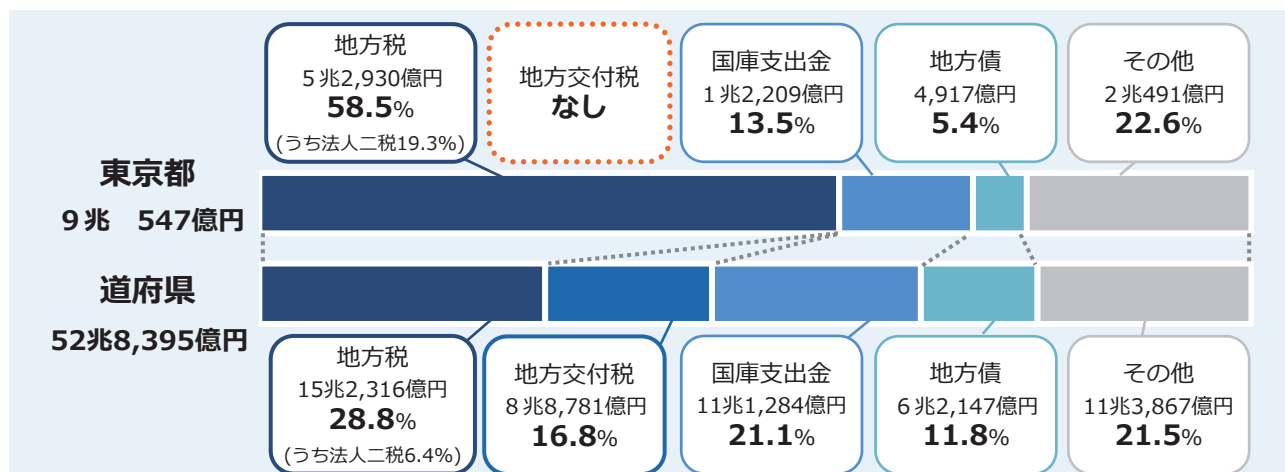 地方税
5兆2,930億円
58.5%
(うち法人二税19.3%)
地方交付税
なし
国庫支出金
1兆2,209億円
13.5%
地方債
4,917億円
5.4%
その他
2兆491億円
22.6%
東京都
9兆 547億円
道府県
52兆8,395億円
地方税
15兆2,316億円
28.8%
(うち法人二税6.4%)
地方交付税
8兆8,781億円
16.8%
国庫支出金
11兆1,284億円
21.1%
地方債
6兆2,147億円
11.8%
その他
11兆3,867億円
21.5%